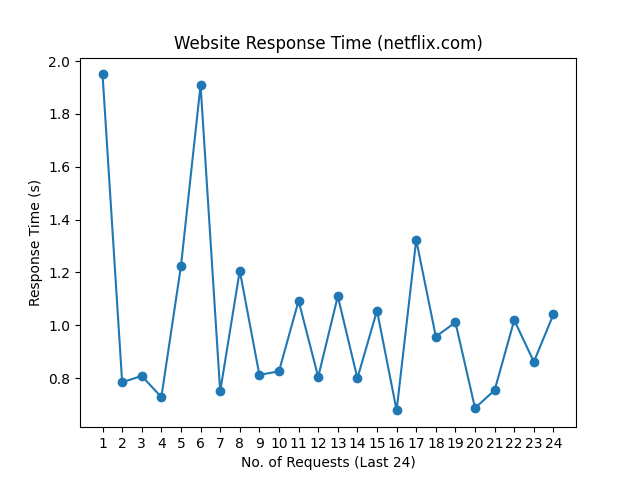 Website Response Time (netflix.com)
Response Time (s)
2.0
1.8
1.6
1.4
1.2
1.0
0.8
1 2 3 4 5 6 7 8 9 10 11 12 13 14 15 16 17 18 19 20 21 22 23 24
No. of Requests (Last 24)